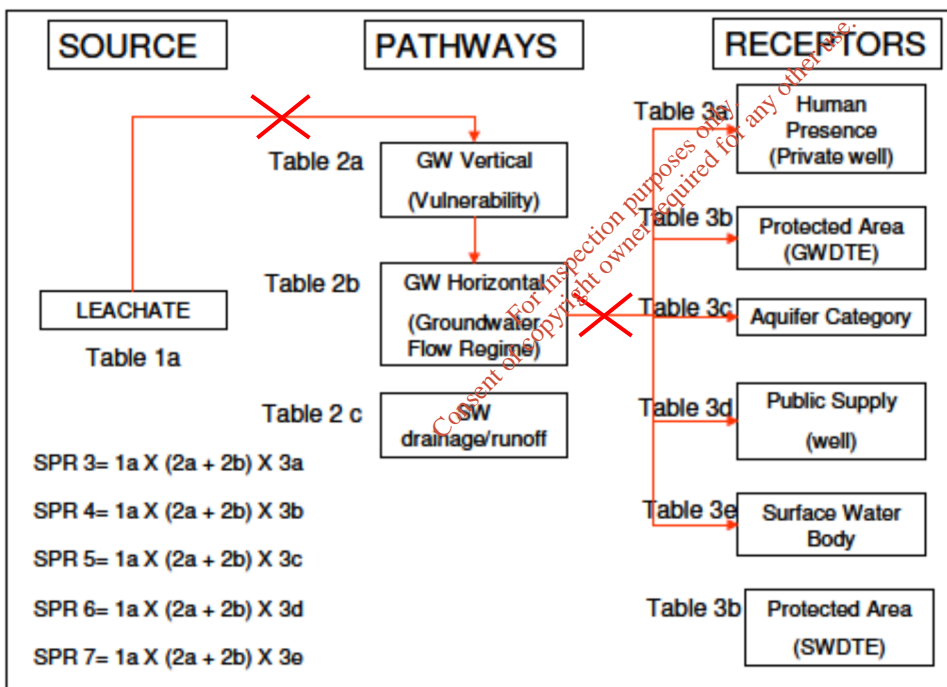 SOURCE
PATHWAYS
RECEPTORS
Table 2a
GW Vertical
(Vulnerability)
Table 3a
Human
Presence
(Private well)
Table 3b
Protected Area
(GWDTE)
LEACHATE
Table 1a
Table 2b
GW Horizontal
(Groundwater
Flow Regime)
Table 3c
Aquifer Category
Table 2 c
SW
drainage/runoff
Table 3d
Public Supply
(well)
Table 3e
Surface Water
Body
Table 3b
Protected Area
(SWDTE)
SPR 3= 1a X (2a + 2b) X 3a
SPR 4= 1a X (2a + 2b) X 3b
SPR 5= 1a X (2a + 2b) X 3c
SPR 6= 1a X (2a + 2b) X 3d
SPR 7= 1a X (2a + 2b) X 3e
For inspection purposes only.
Consent of copyright owner required for any other use.